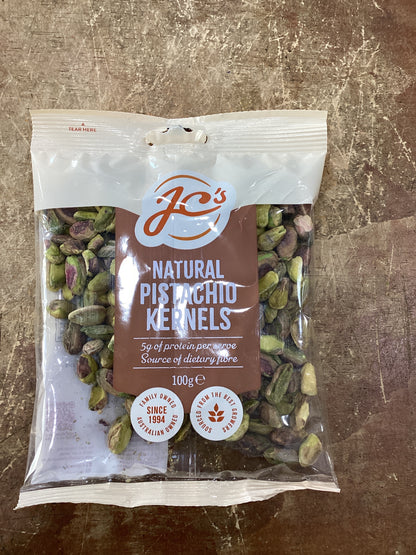 TEAR HERE
JC's
NATURAL
PISTACHIO
KERNELS
5g of protein per serve
Source of dietary fibre
100g e
FAMILY OWNED
SINCE
1994
AUSTRALIAN OWNED
SOURCED FROM THE BEST
GROWERS